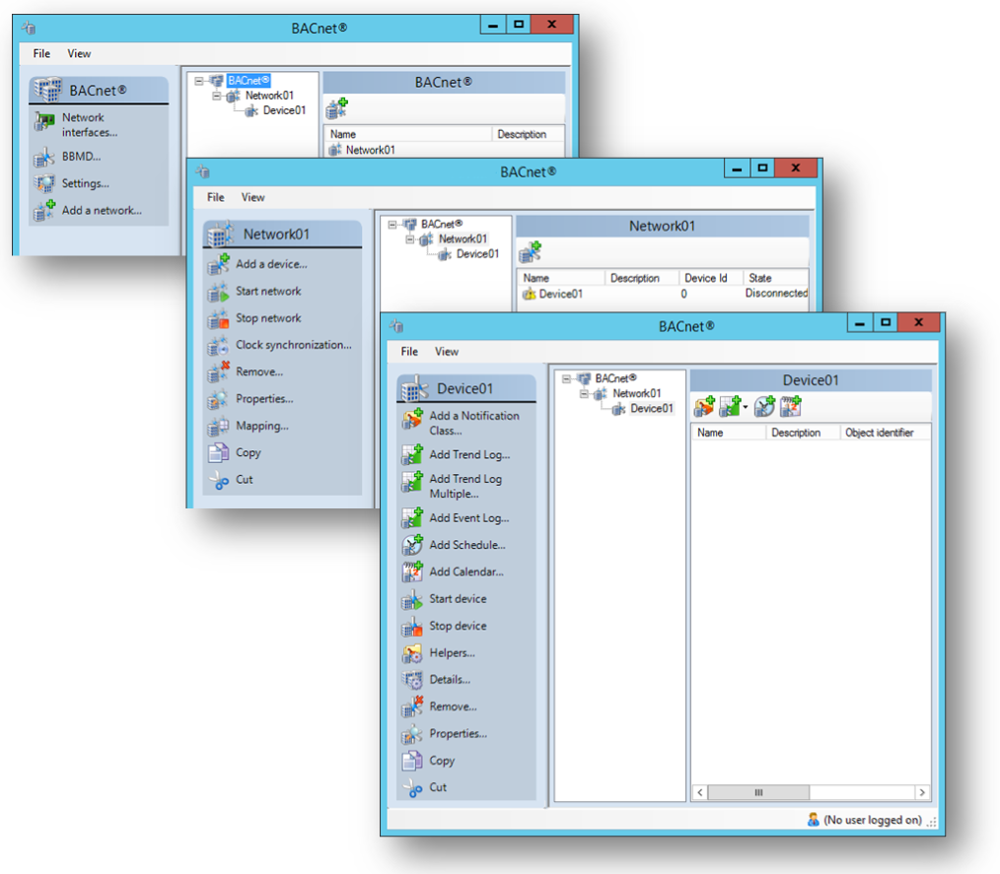 BACnet®
File View
BACnet®
Network
interfaces...
BBMD...
Settings...
Add a network...
BACnet®
Network01
Device01
BACnet®
Name Description
Network01
BACnet®
File View
Network01
Add a device...
Start network
Stop network
Clock synchronization...
Remove...
Properties...
Mapping...
Copy
Cut
BACnet®
Network01
Device01
Network01
Name Description Device Id State
Device01 0 Disconnected
BACnet®
File View
Device01
Add a Notification
Class...
Add Trend Log...
Add Trend Log
Multiple...
Add Event Log...
Add Schedule...
Add Calendar...
Start device
Stop device
Helpers...
Details...
Remove...
Properties...
Copy
Cut
BACnet®
Network01
Device01
Device01
Name Description Object identifier
(No user logged on)